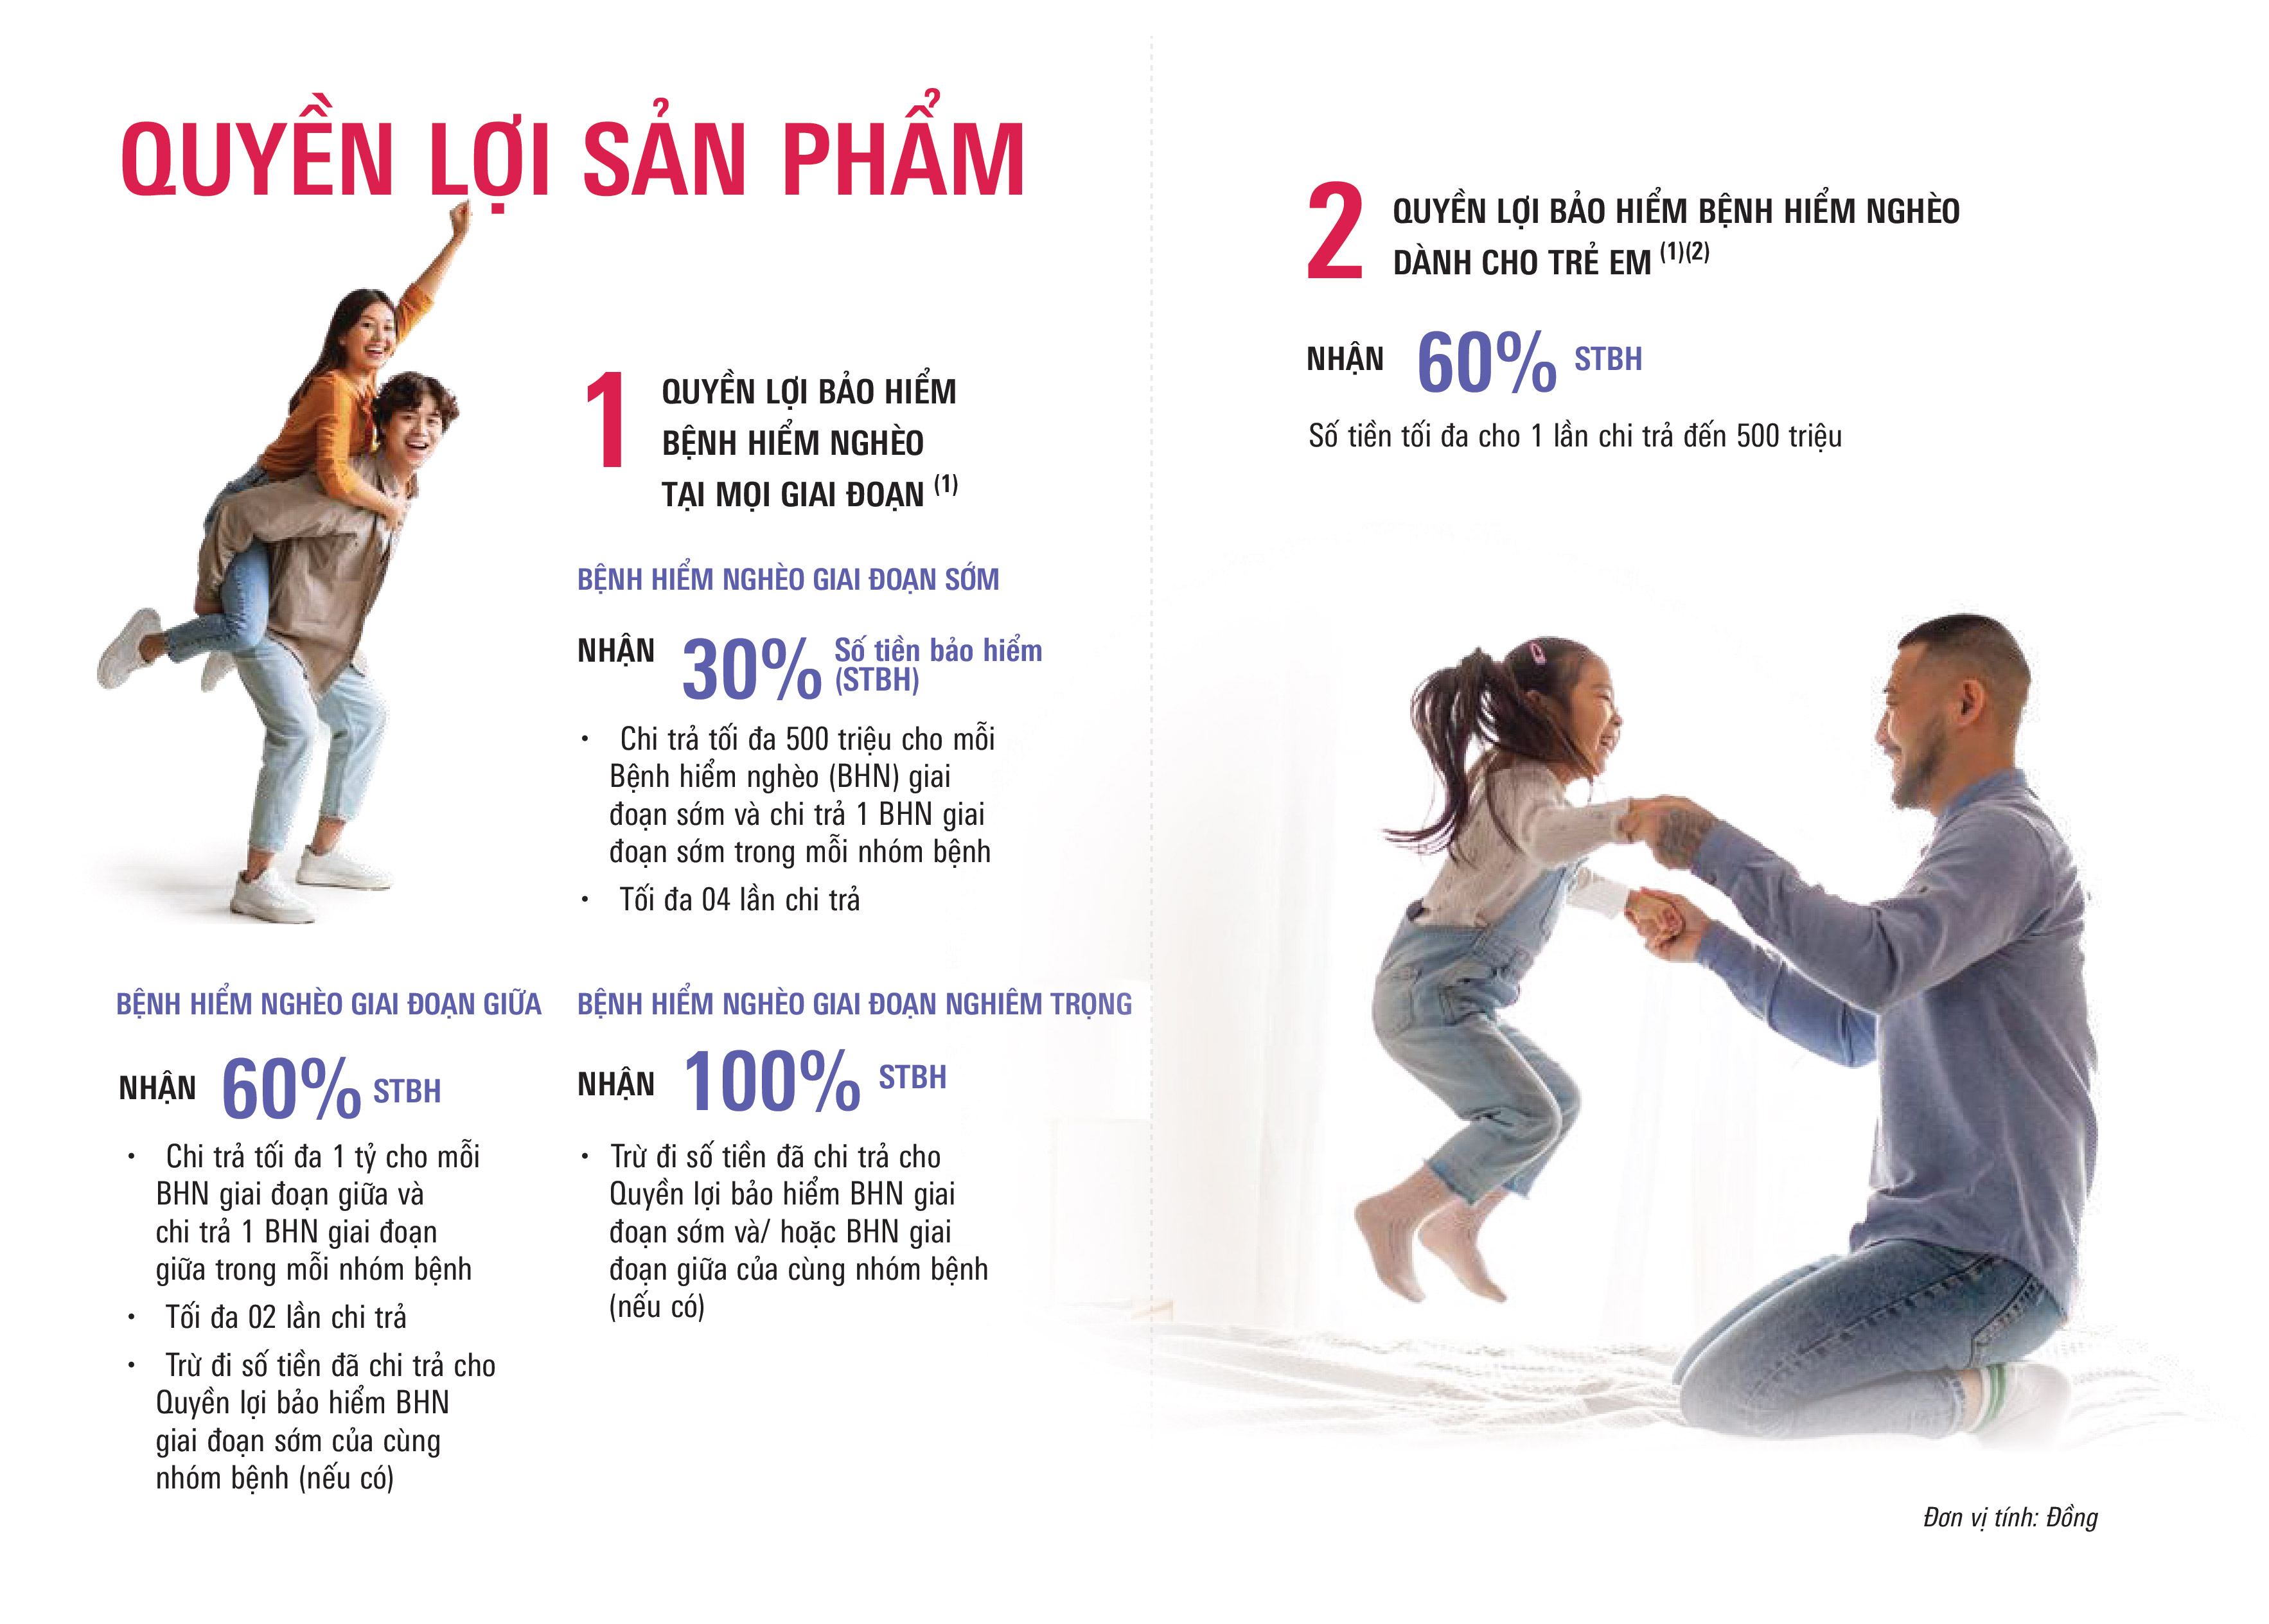 QUYỀN LỢI SẢN PHẨM
1
QUYỀN LỢI BẢO HIỂM
BỆNH HIỂM NGHÈO
TẠI MỌI GIAI ĐOẠN (1)
BỆNH HIỂM NGHÈO GIAI ĐOẠN SỚM
NHẬN 30% Số tiền bảo hiểm
(STBH)
• Chi trả tối đa 500 triệu cho mỗi
Bệnh hiểm nghèo (BHN) giai
đoạn sớm và chi trả 1 BHN giai
đoạn sớm trong mỗi nhóm bệnh
• Tối đa 04 lần chi trả
BỆNH HIỂM NGHÈO GIAI ĐOẠN GIỮA
NHẬN 60% STBH
• Chi trả tối đa 1 tỷ cho mỗi
BHN giai đoạn giữa và
chi trả 1 BHN giai đoạn
giữa trong mỗi nhóm bệnh
• Tối đa 02 lần chi trả
• Trừ đi số tiền đã chi trả cho
Quyền lợi bảo hiểm BHN
giai đoạn sớm của cùng
nhóm bệnh (nếu có)
BỆNH HIỂM NGHÈO GIAI ĐOẠN NGHIÊM TRỌNG
NHẬN 100% STBH
• Trừ đi số tiền đã chi trả cho
Quyền lợi bảo hiểm BHN giai
đoạn sớm và/ hoặc BHN giai
đoạn giữa của cùng nhóm bệnh
(nếu có)
2
QUYỀN LỢI BẢO HIỂM BỆNH HIỂM NGHÈO
DÀNH CHO TRẺ EM (1)(2)
NHẬN 60% STBH
Số tiền tối đa cho 1 lần chi trả đến 500 triệu
Đơn vị tính: Đồng